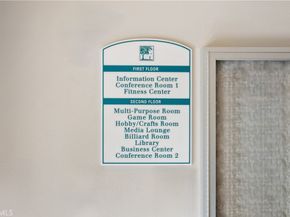 FIRST FLOOR
Information Center
Conference Room 1
Fitness Center
SECOND FLOOR
Multi-Purpose Room
Game Room
Hobby/Crafts Room
Media Lounge
Billiard Room
Library
Business Center
Conference Room 2
MLS